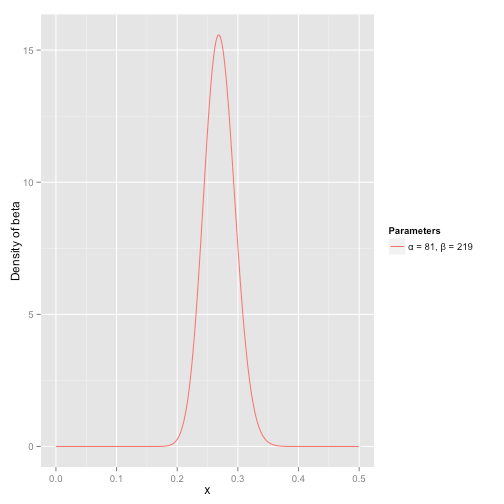 15
10
5
0
Density of beta
0.0 0.1 0.2 0.3 0.4 0.5
x
Parameters
α = 81, β = 219